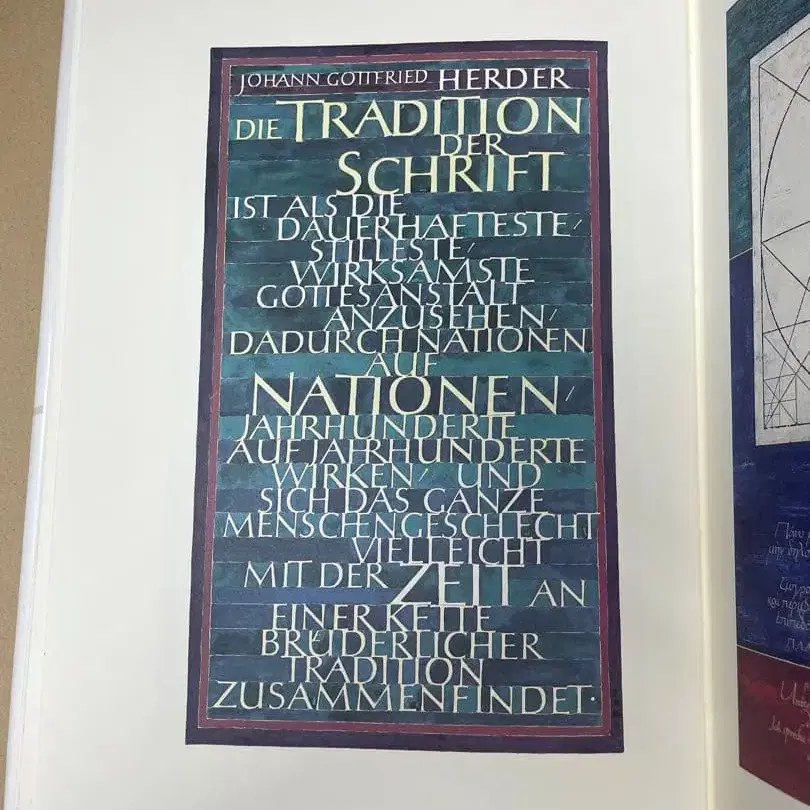 JOHANN GOTTFRIED HERDER
DIE TRADITION
DER
SCHRIFT
IST ALS DIE
DAUERHAFTESTE/
STILLESTE/
WIRKSAMSTE
GOTTESANSTALT
ANZUSEHEN/
DADURCH NATIONEN
AUF
NATIONEN/
JAHRHUNDERTE
AUF JAHRHUNDERTE
WIRKEN/ UND
SICH DAS GANZE
MENSCHENGESCHLECHT
VIELLEICHT
MIT DER ZEIT AN
EINER KETTE
BRÜDERLICHER
TRADITION
ZUSAMMENFINDET·